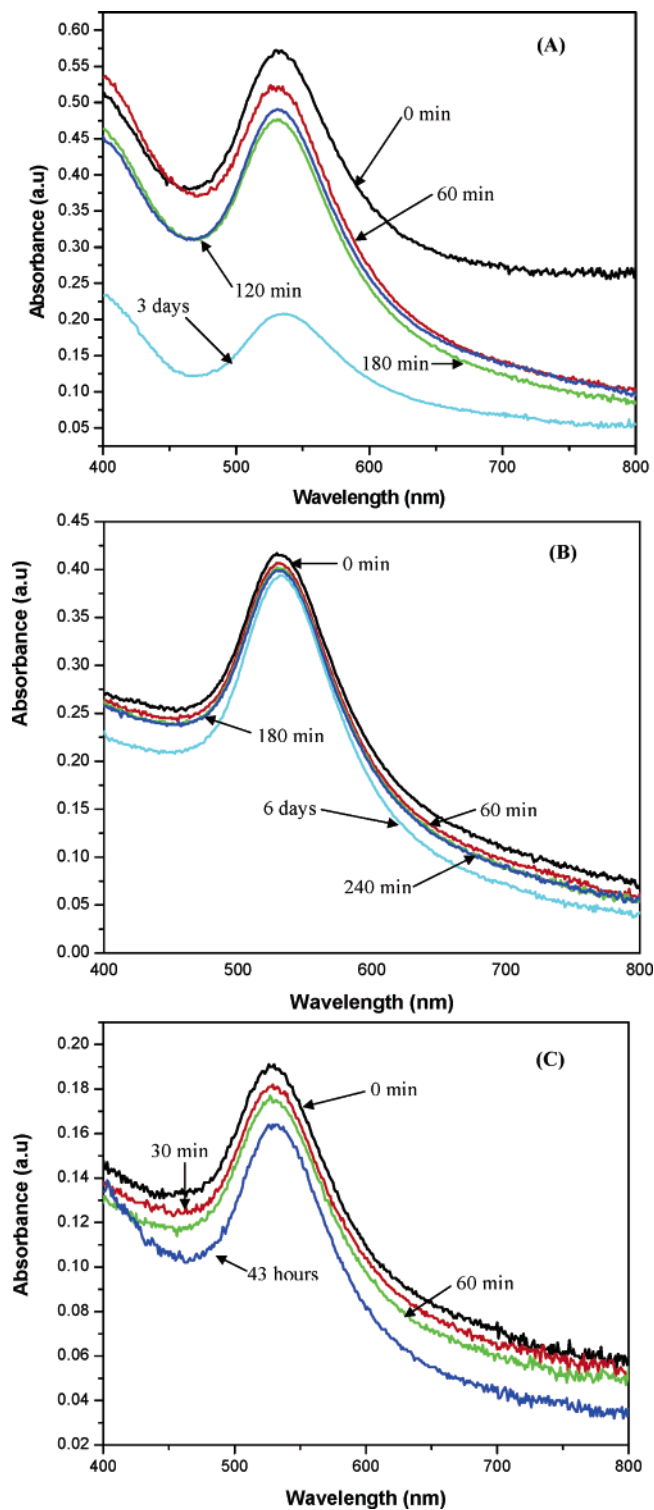 (A)
0.60
0.55
0.50
0.45
0.40
0.35
0.30
0.25
0.20
0.15
0.10
0.05
Absorbance (a.u)
0 min
60 min
120 min
3 days
180 min
400 500 600 700 800
Wavelength (nm)
(B)
0.45
0.40
0.35
0.30
0.25
0.20
0.15
0.10
0.05
0.00
Absorbance (a.u)
0 min
180 min
6 days
60 min
240 min
400 500 600 700 800
Wavelength (nm)
(C)
0.20
0.18
0.16
0.14
0.12
0.10
0.08
0.06
0.04
0.02
Absorbance (a.u)
0 min
30 min
43 hours
60 min
400 500 600 700 800
Wavelength (nm)